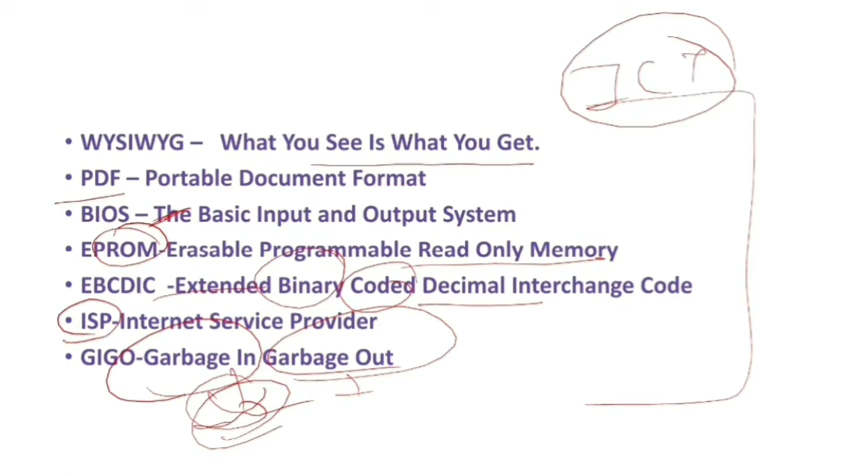 ICT
• WYSIWYG – What You See Is What You Get.
• PDF – Portable Document Format
• BIOS – The Basic Input and Output System
• EPROM-Erasable Programmable Read Only Memory
• EBCDIC -Extended Binary Coded Decimal Interchange Code
• ISP-Internet Service Provider
• GIGO-Garbage In Garbage Out